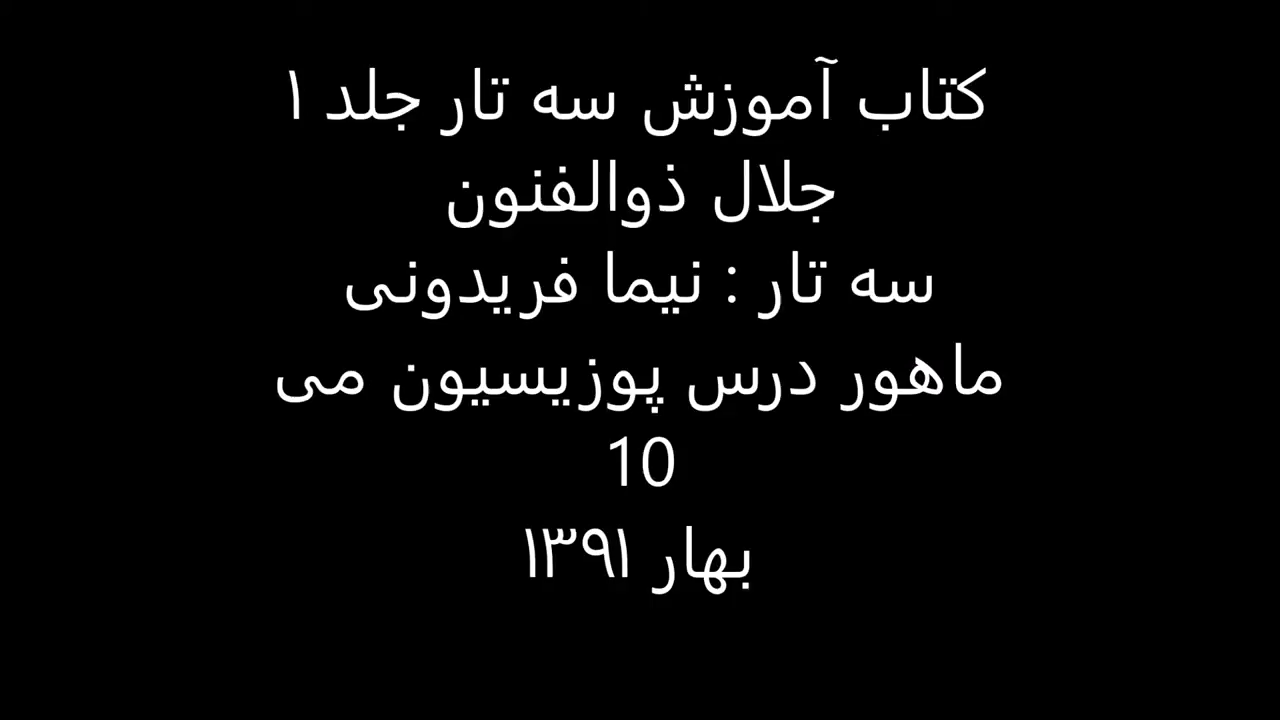 کتاب آموزش سه تار جلد ۱
جلال ذوالفنون
سه تار : نیما فریدونی
ماهور درس پوزیسیون می
10
بهار ۱۳۹۱